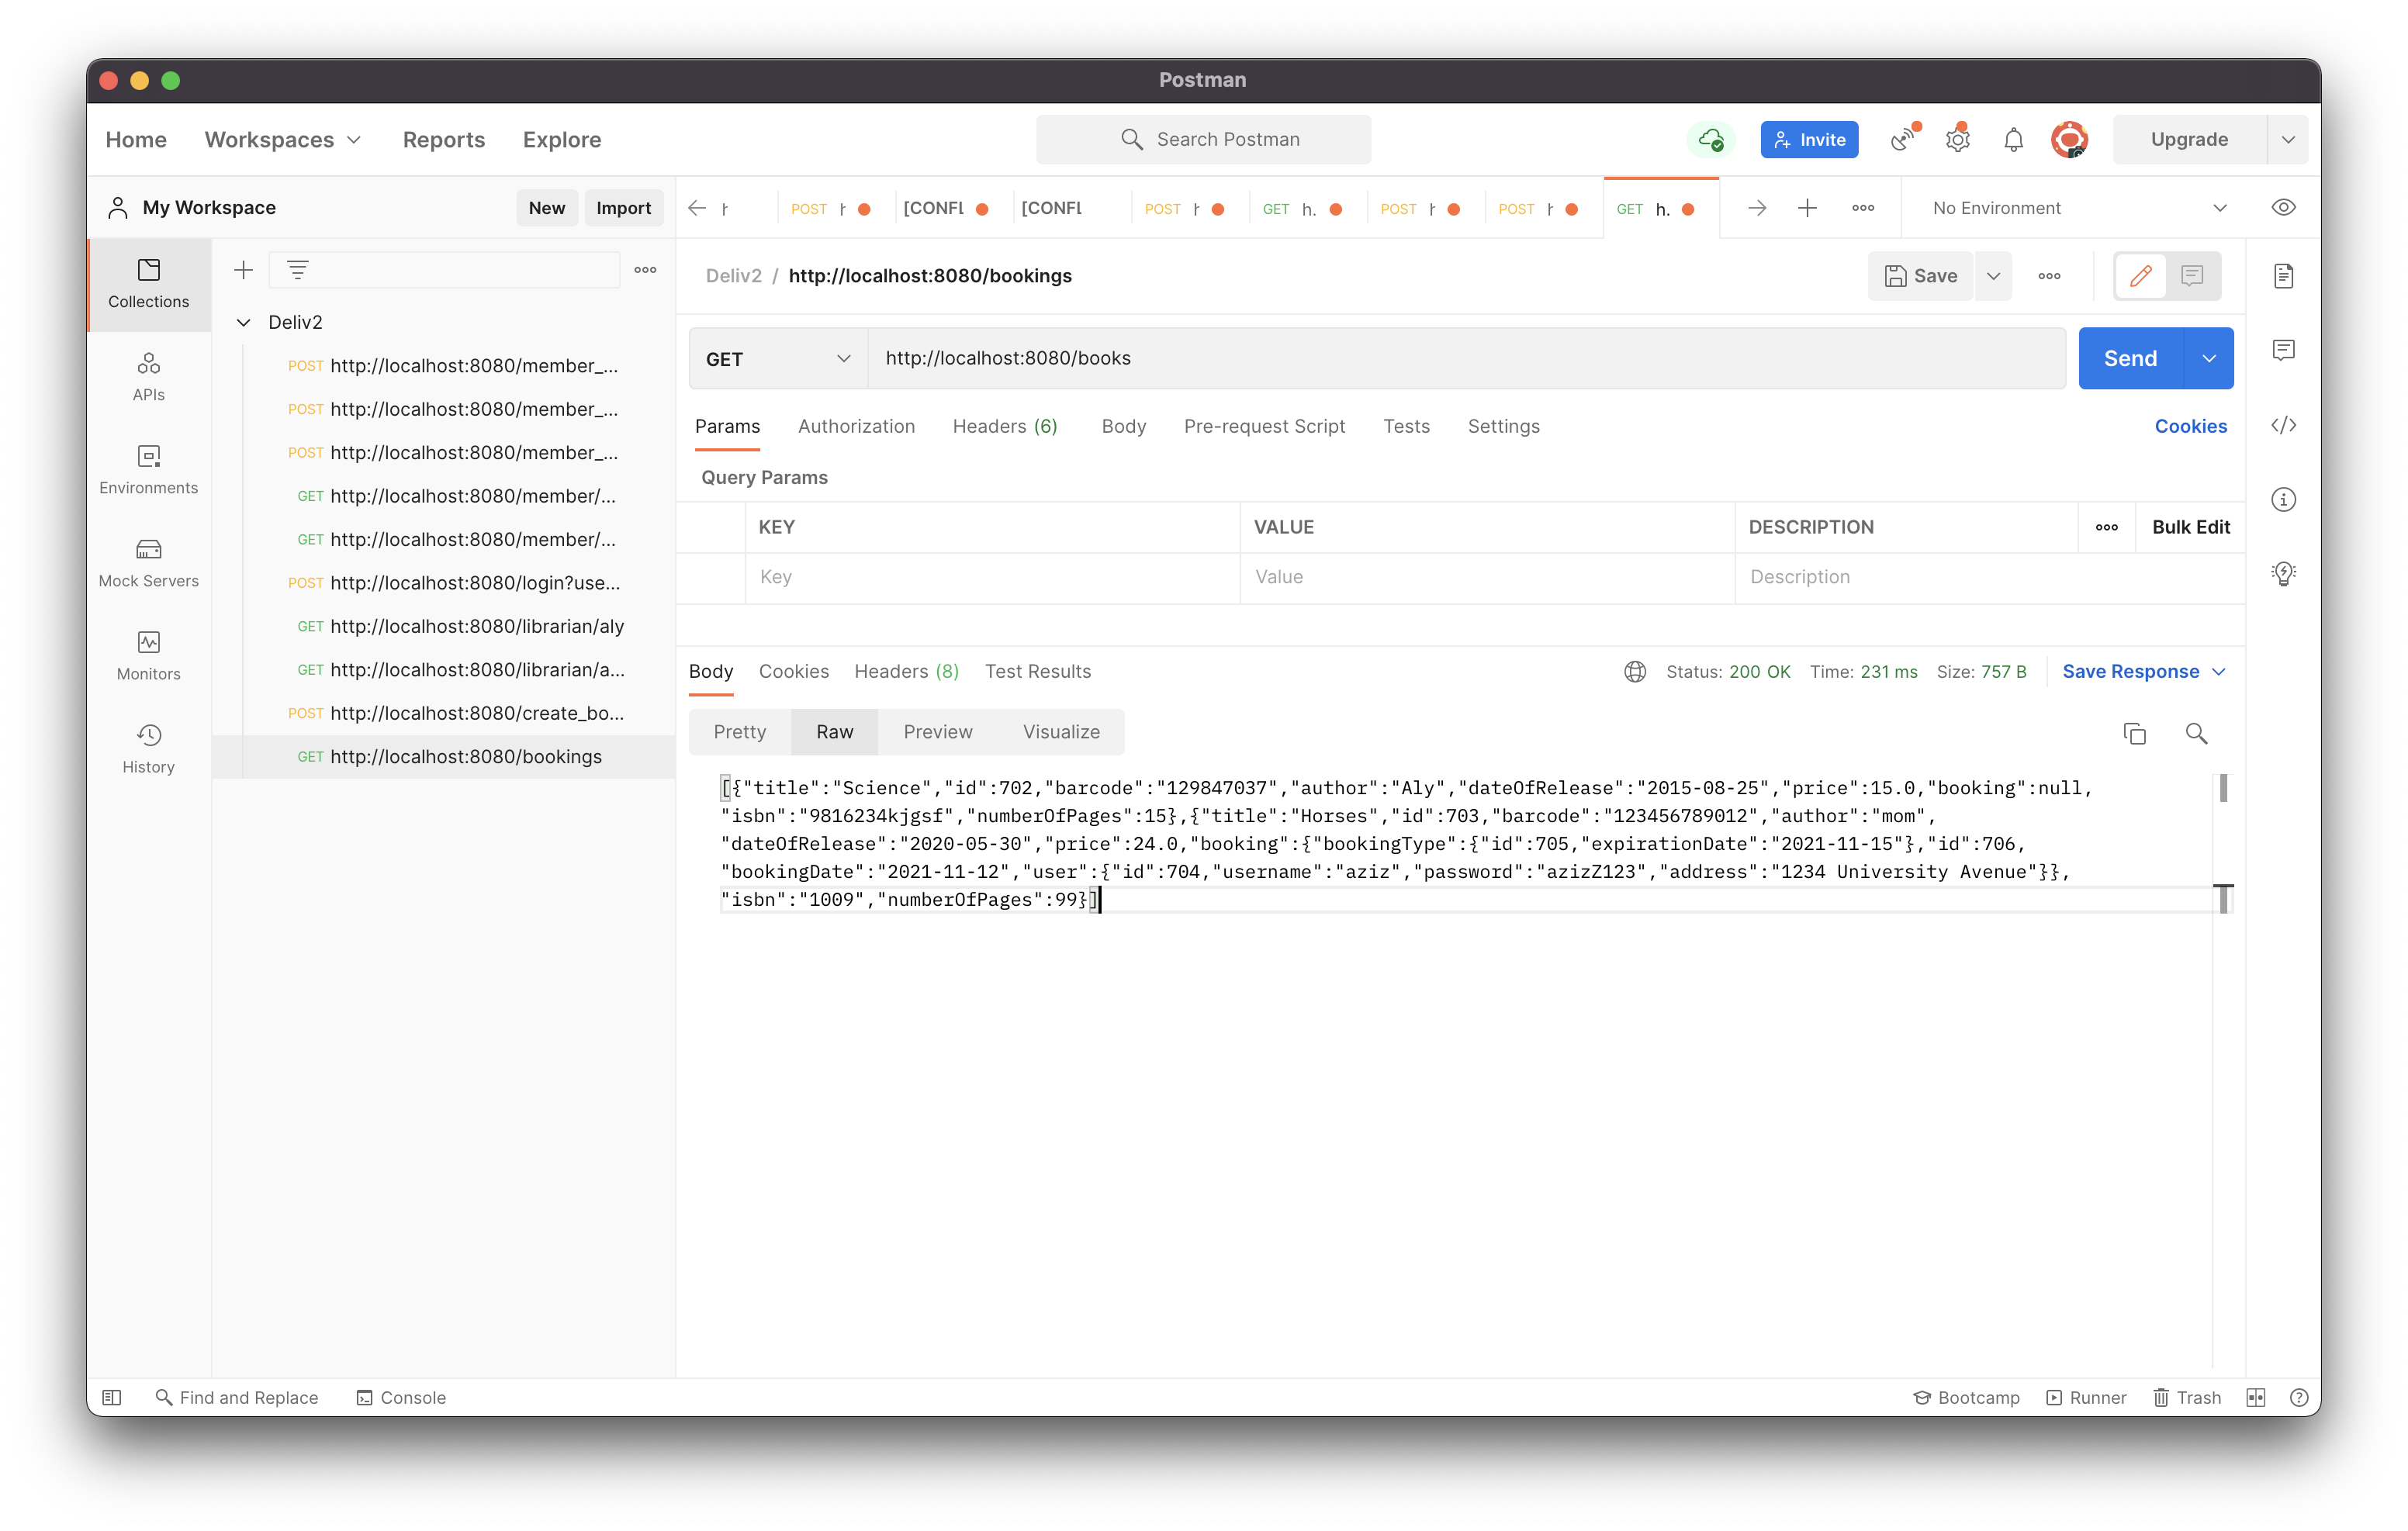 Postman
Home Workspaces Reports Explore
Search Postman
Invite
Upgrade
My Workspace
New Import
POST
[CONFL
[CONFL
POST
GET h.
POST
POST
GET h.
No Environment
Collections
APIs
Environments
Mock Servers
Monitors
History
Deliv2
POST http://localhost:8080/member_...
POST http://localhost:8080/member_...
POST http://localhost:8080/member_...
GET http://localhost:8080/member/...
GET http://localhost:8080/member/...
POST http://localhost:8080/login?use...
GET http://localhost:8080/librarian/aly
GET http://localhost:8080/librarian/a...
POST http://localhost:8080/create_bo...
GET http://localhost:8080/bookings
Deliv2 / http://localhost:8080/bookings
Save
GET http://localhost:8080/books
Send
Params Authorization Headers (6) Body Pre-request Script Tests Settings Cookies
Query Params
KEY VALUE DESCRIPTION Bulk Edit
Key Value Description
Body Cookies Headers (8) Test Results
Status: 200 OK Time: 231 ms Size: 757 B Save Response
Pretty Raw Preview Visualize
[{"title":"Science","id":702,"barcode":"129847037","author":"Aly","dateOfRelease":"2015-08-25","price":15.0,"booking":null,
"isbn":"9816234kjgsf","numberOfPages":15},{"title":"Horses","id":703,"barcode":"123456789012","author":"mom",
"dateOfRelease":"2020-05-30","price":24.0,"booking":{"bookingType":{"id":705,"expirationDate":"2021-11-15"},"id":706,
"bookingDate":"2021-11-12","user":{"id":704,"username":"aziz","password":"azizZ123","address":"1234 University Avenue"}},
"isbn":"1009","numberOfPages":99}]
Find and Replace Console
Bootcamp Runner Trash